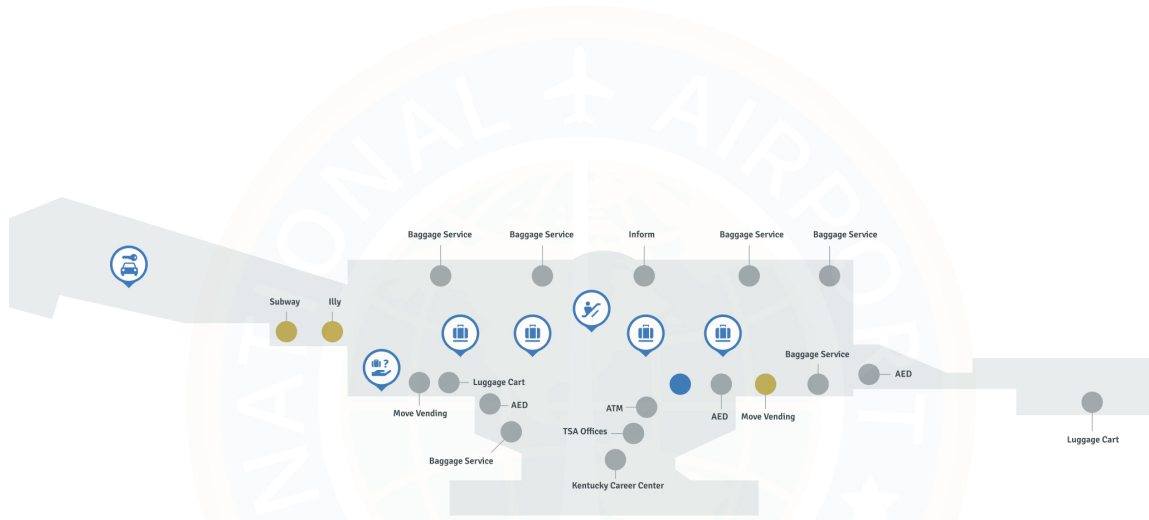 NATIONAL AIRPORT
Baggage Service
Baggage Service
Inform
Baggage Service
Baggage Service
Subway
Illy
?
Baggage Service
AED
Luggage Cart
Move Vending
AED
ATM
AED
Move Vending
TSA Offices
Luggage Cart
Baggage Service
Kentucky Career Center